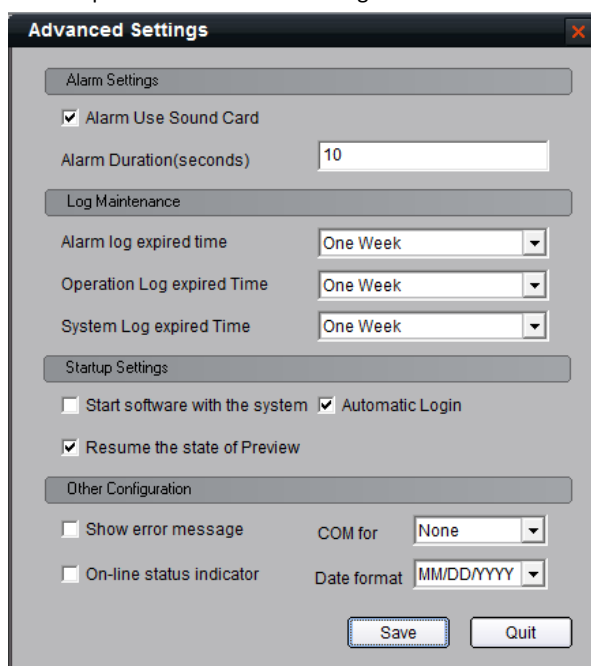 Advanced Settings
Alarm Settings
Alarm Use Sound Card
Alarm Duration(seconds) 10
Log Maintenance
Alarm log expired time One Week
Operation Log expired Time One Week
System Log expired Time One Week
Startup Settings
Start software with the system Automatic Login
Resume the state of Preview
Other Configuration
Show error message COM for None
On-line status indicator Date format MM/DD/YYYY
Save Quit